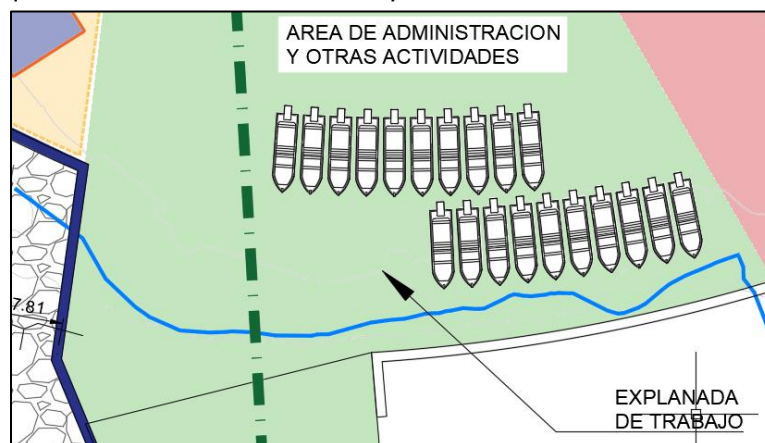 AREA DE ADMINISTRACION
Y OTRAS ACTIVIDADES
7.81
EXPLANADA
DE TRABAJO